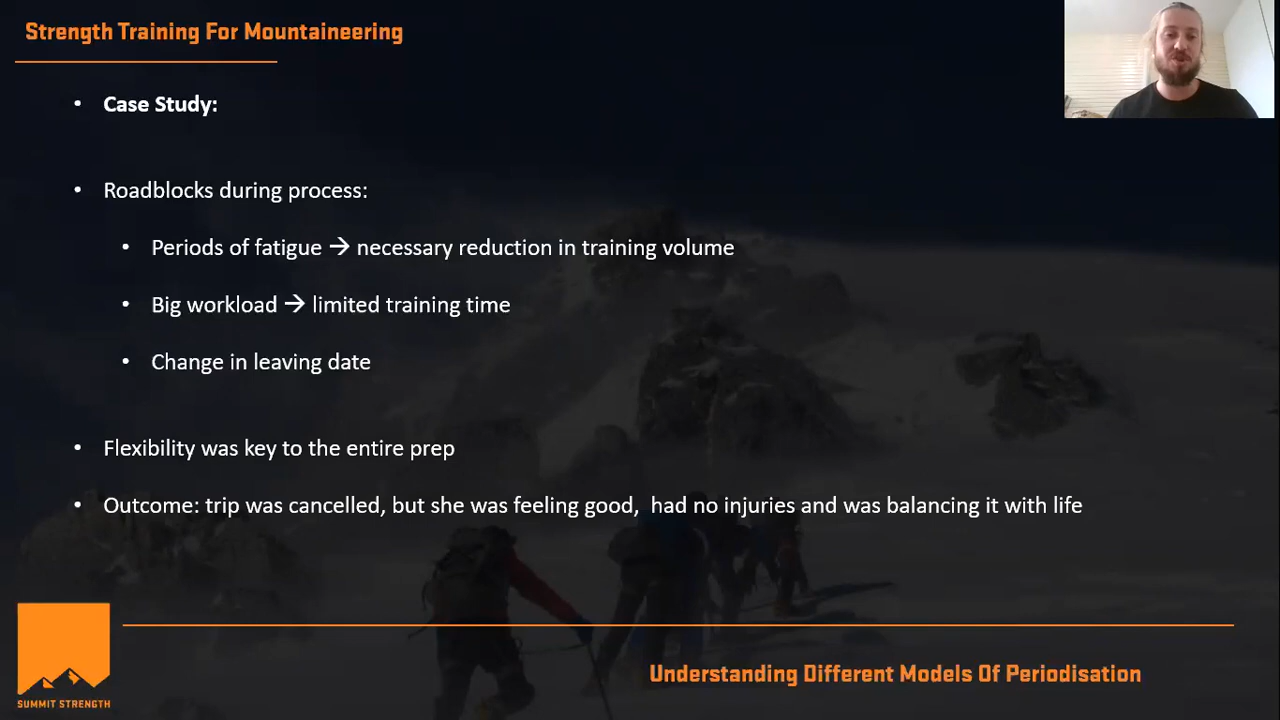 Strength Training For Mountaineering
• Case Study:
• Roadblocks during process:
• Periods of fatigue → necessary reduction in training volume
• Big workload → limited training time
• Change in leaving date
• Flexibility was key to the entire prep
• Outcome: trip was cancelled, but she was feeling good,  had no injuries and was balancing it with life
SUMMIT STRENGTH
Understanding Different Models Of Periodisation